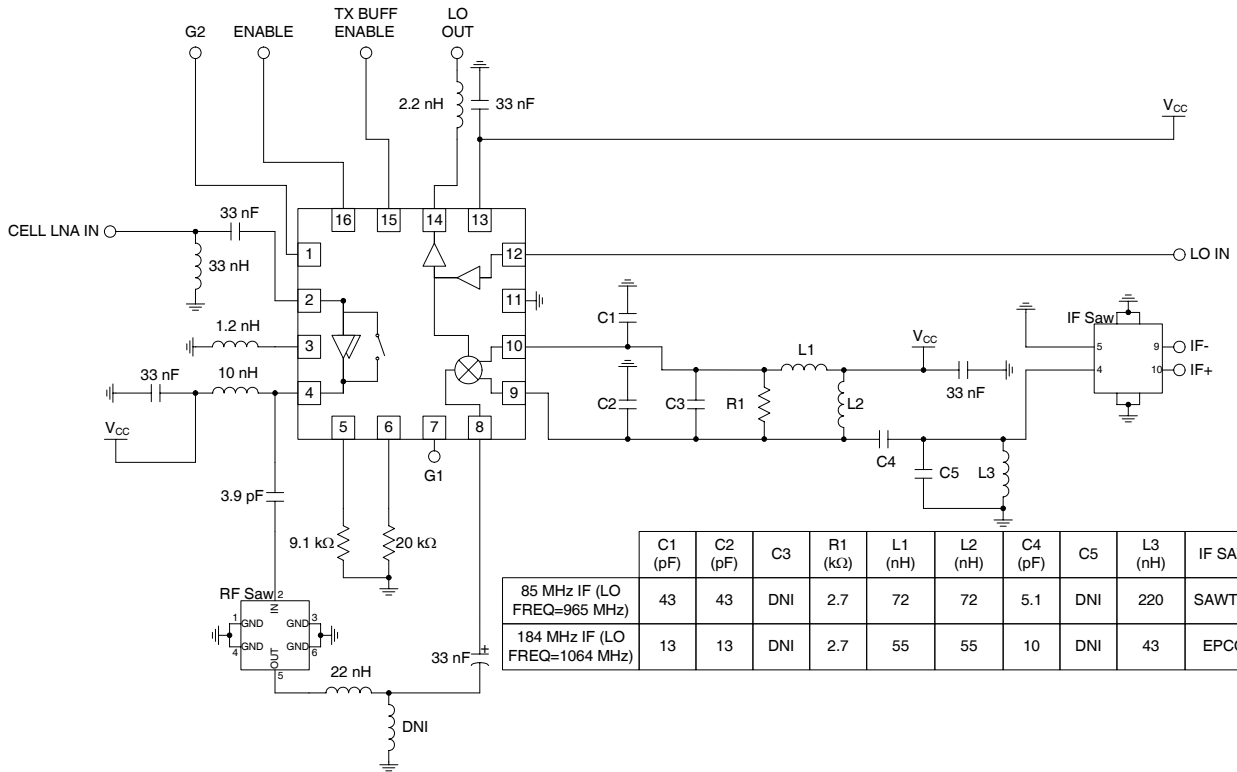 G2
ENABLE
TX BUFF
ENABLE
LO
OUT
2.2 nH
33 nF
VCC
CELL LNA IN
33 nF
33 nH
16
15
14
13
1
2
3
4
12
11
10
9
5
6
7
8
LO IN
1.2 nH
33 nF
10 nH
VCC
G1
C1
C2
C3
R1
L1
L2
VCC
33 nF
C4
C5
L3
IF Saw
5
4
9
10
IF-
IF+
3.9 pF
9.1 kΩ
20 kΩ
RF Saw
2
IN
1
GND
3
GND
4
GND
6
GND
OUT
5
22 nH
33 nF
+
DNI
C1 (pF) C2 (pF) C3 R1 (kΩ) L1 (nH) L2 (nH) C4 (pF) C5 L3 (nH)
85 MHz IF (LO FREQ=965 MHz) 43 43 DNI 2.7 72 72 5.1 DNI 220
184 MHz IF (LO FREQ=1064 MHz) 13 13 DNI 2.7 55 55 10 DNI 43